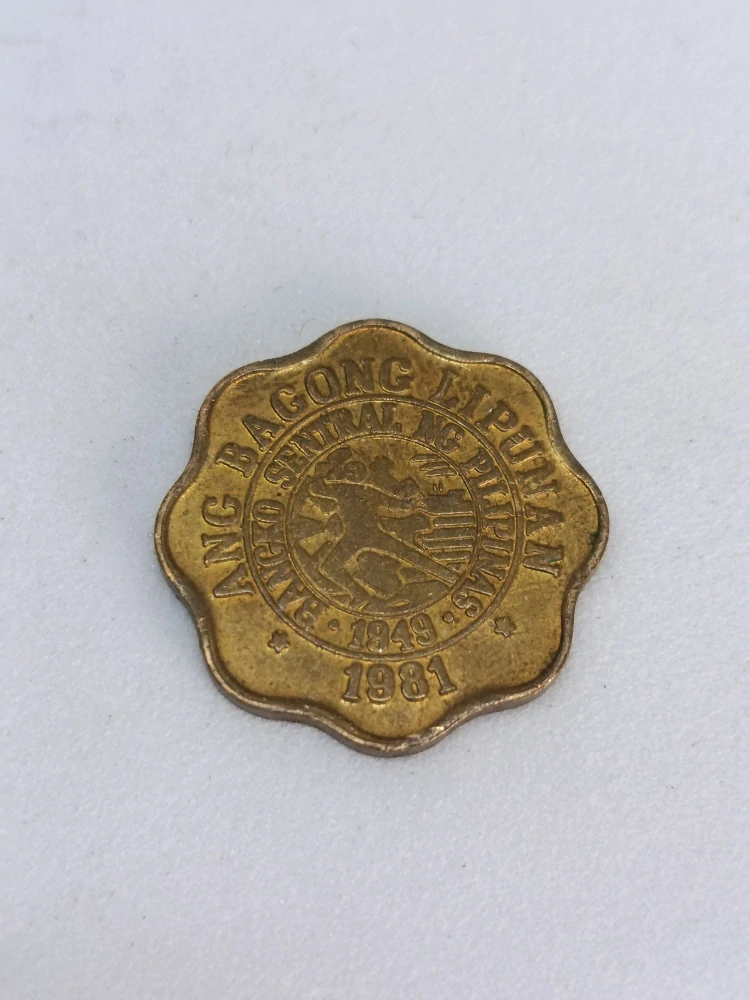 ANG BAGONG LIPUNAN
BANGKO SENTRAL NG PILIPINAS
1949
1981